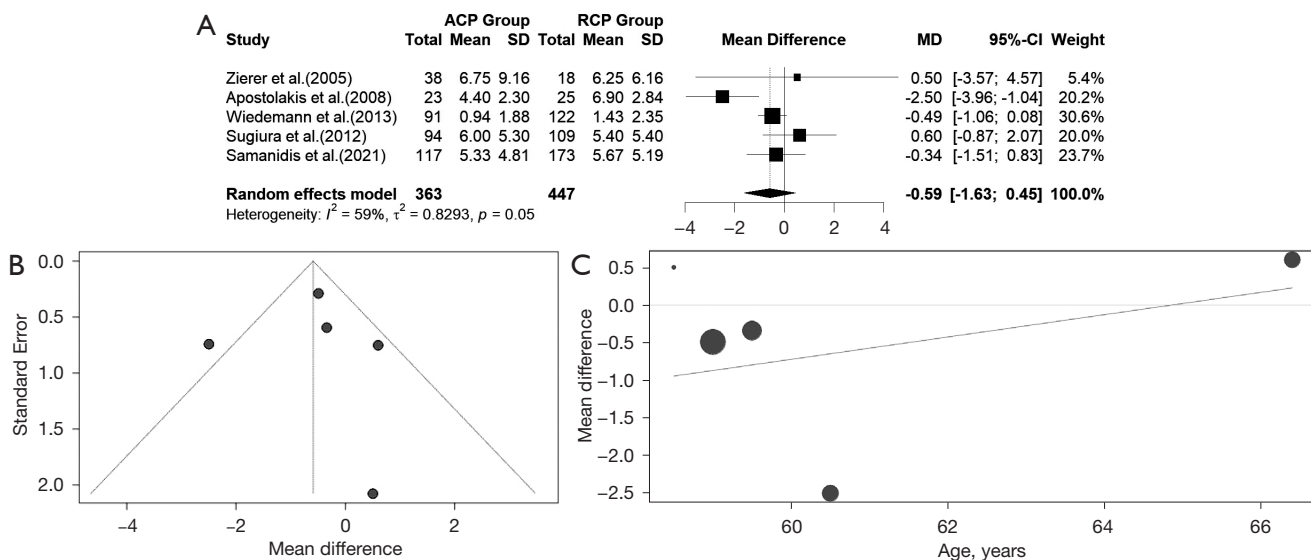 A
ACP Group RCP Group
Study Total Mean SD Total Mean SD Mean Difference MD 95%-CI Weight
Zierer et al.(2005) 38 6.75 9.16 18 6.25 6.16 0.50 [-3.57; 4.57] 5.4%
Apostolakis et al.(2008) 23 4.40 2.30 25 6.90 2.84 -2.50 [-3.96; -1.04] 20.2%
Wiedemann et al.(2013) 91 0.94 1.88 122 1.43 2.35 -0.49 [-1.06; 0.08] 30.6%
Sugiura et al.(2012) 94 6.00 5.30 109 5.40 5.40 0.60 [-0.87; 2.07] 20.0%
Samanidis et al.(2021) 117 5.33 4.81 173 5.67 5.19 -0.34 [-1.51; 0.83] 23.7%
Random effects model 363 447 -0.59 [-1.63; 0.45] 100.0%
Heterogeneity: I² = 59%, τ² = 0.8293, p = 0.05
−4 −2 0 2 4
B
0.0
0.5
1.0
1.5
2.0
Standard Error
−4 −2 0 2
Mean difference
C
0.5
0.0
−0.5
−1.0
−1.5
−2.0
−2.5
Mean difference
60 62 64 66
Age, years